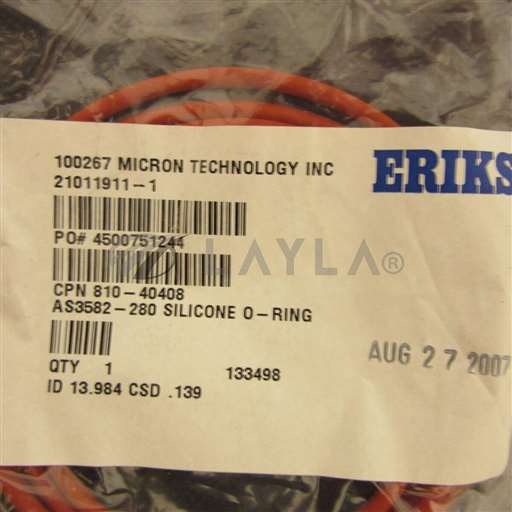 100267 MICRON TECHNOLOGY INC
ERIKS
21011911-1
PO# 4500751244
LAYLA®
CPN 810-40408
AS3582-280 SILICONE O-RING
AUG 27 2007
QTY 1 133498
ID 13.984 CSD .139